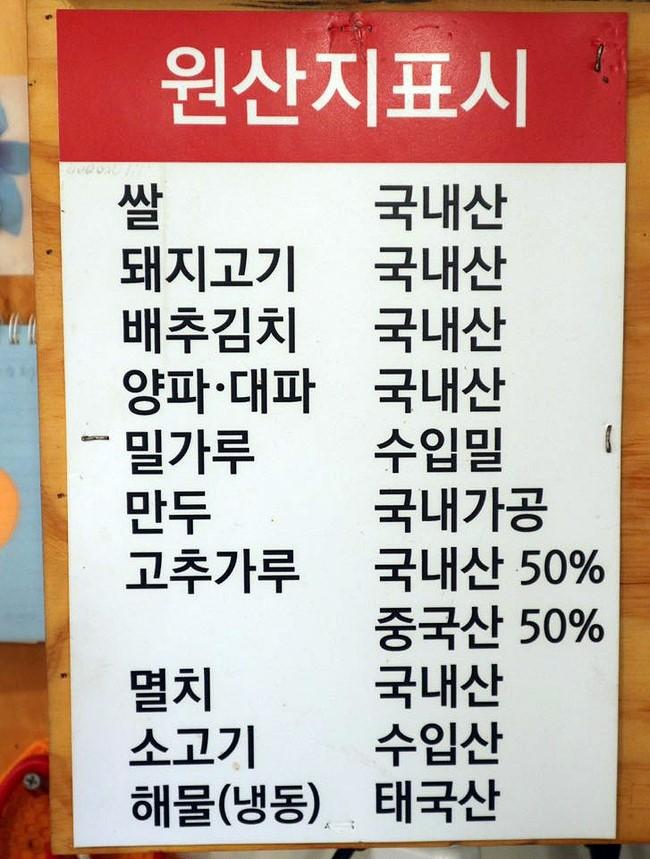 원산지표시
쌀 국내산
돼지고기 국내산
배추김치 국내산
양파·대파 국내산
밀가루 수입밀
만두 국내가공
고추가루 국내산 50%
중국산 50%
멸치 국내산
소고기 수입산
해물(냉동) 태국산